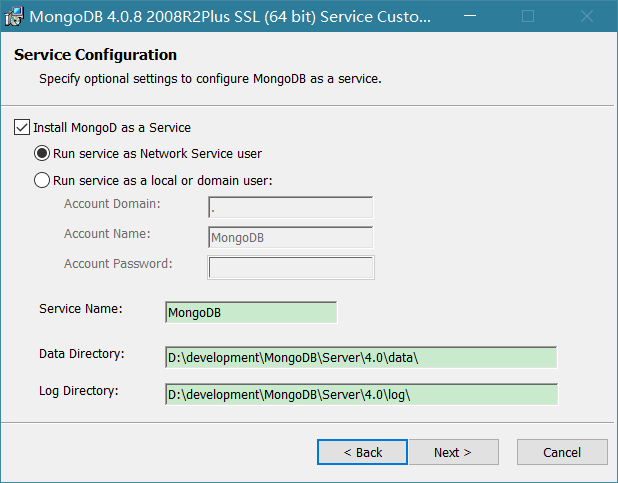 MongoDB 4.0.8 2008R2Plus SSL (64 bit) Service Custo...
Service Configuration
Specify optional settings to configure MongoDB as a service.
Install MongoD as a Service
Run service as Network Service user
Run service as a local or domain user:
Account Domain: .
Account Name: MongoDB
Account Password:
Service Name: MongoDB
Data Directory: D:\development\MongoDB\Server\4.0\data\
Log Directory: D:\development\MongoDB\Server\4.0\log\
< Back Next > Cancel